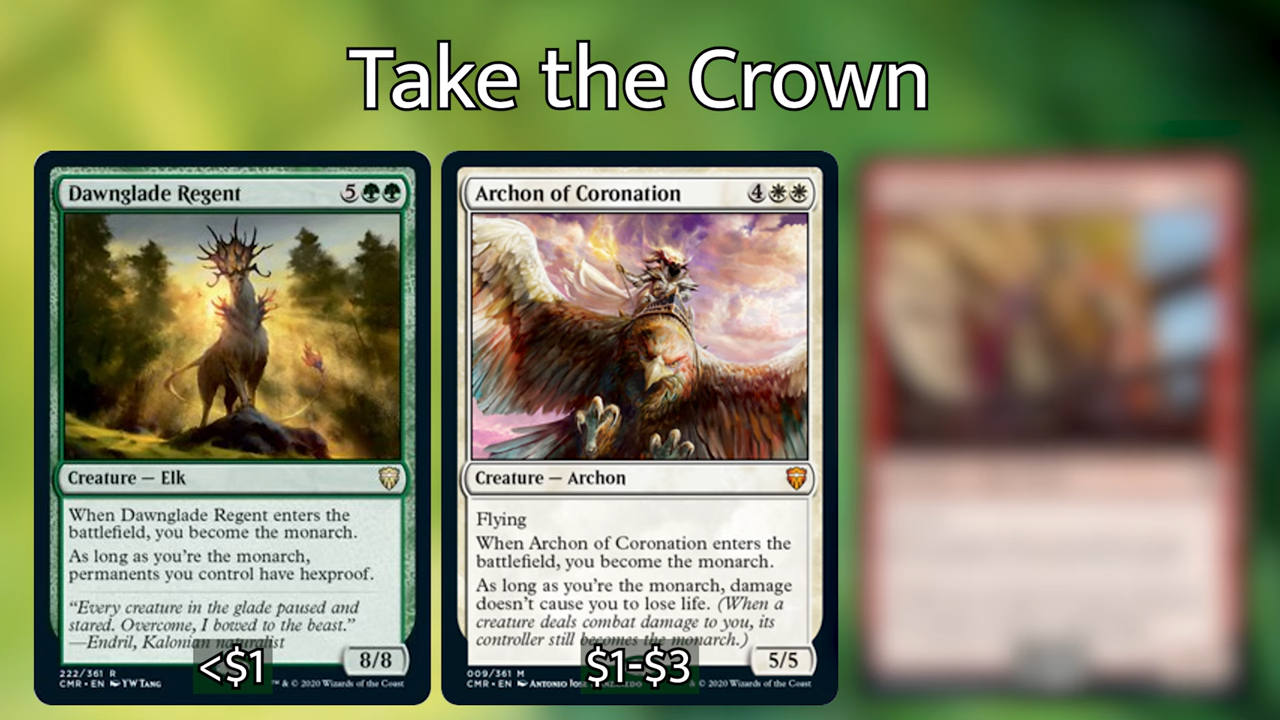 Take the Crown
Dawnglade Regent 5
Creature — Elk
When Dawnglade Regent enters the
battlefield, you become the monarch.
As long as you're the monarch,
permanents you control have hexproof.
"Every creature in the glade paused and
stared. Overcome, I bowed to the beast."
—Endril, Kalonian naturalist
8/8
<$1
222/361 R
CMR • EN YW Tang
™ & © 2020 Wizards of the Coast
Archon of Coronation 4
Creature — Archon
Flying
When Archon of Coronation enters the
battlefield, you become the monarch.
As long as you're the monarch, damage
doesn't cause you to lose life. (When a
creature deals combat damage to you, its
controller still becomes the monarch.)
5/5
$1-$3
009/361 M
CMR • EN Antonio
& © 2020 Wizards of the Coast